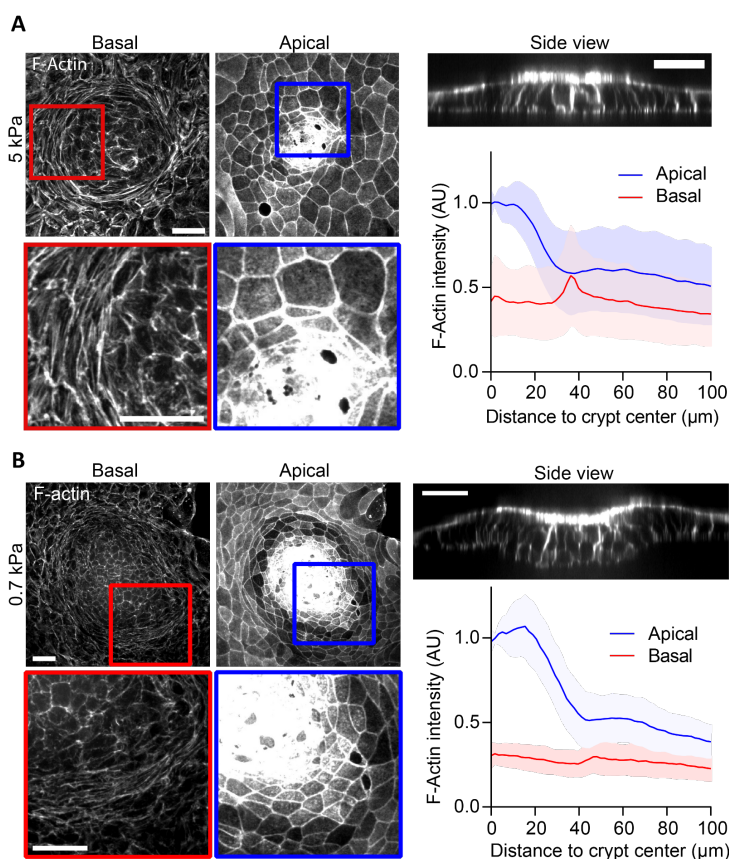 A
Basal
Apical
Side view
F-Actin
5 kPa
Apical
Basal
F-Actin intensity (AU)
1.0
0.5
0.0
0 20 40 60 80 100
Distance to crypt center (µm)
B
Basal
Apical
Side view
F-actin
0.7 kPa
Apical
Basal
F-Actin intensity (AU)
1.0
0.5
0.0
0 20 40 60 80 100
Distance to crypt center (µm)